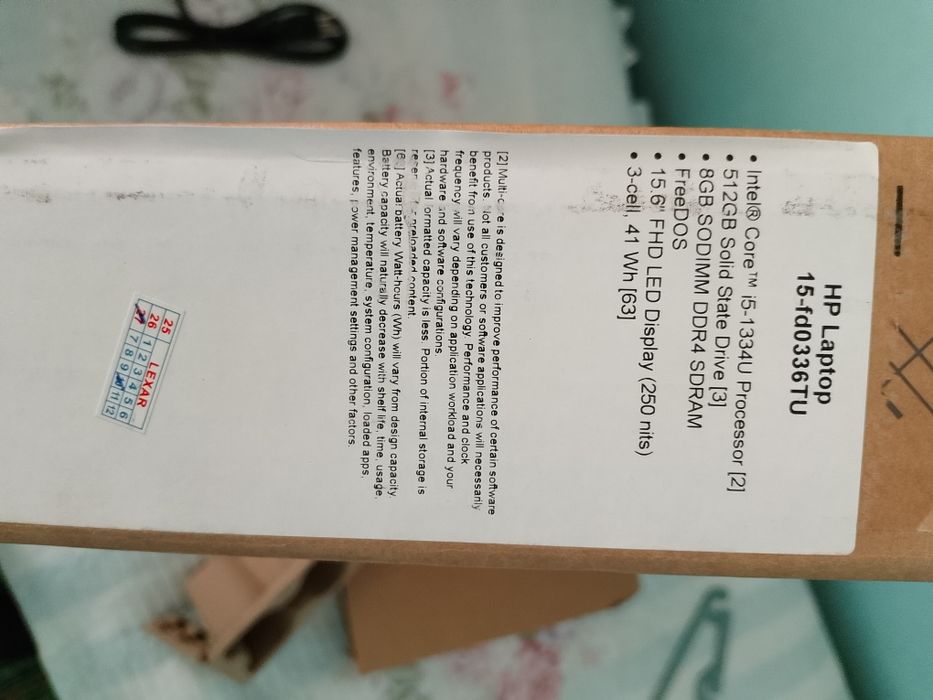 HP Laptop
15-fd0336TU
• Intel® Core™ i5-1334U Processor [2]
• 512GB Solid State Drive [3]
• 8GB SODIMM DDR4 SDRAM
• FreeDOS
• 15.6" FHD LED Display (250 nits)
• 3-cell, 41 Wh [63]
[2] Multi-core is designed to improve performance of certain software
products. Not all customers or software applications will necessarily
benefit from use of this technology. Performance and clock
frequency will vary depending on application workload and your
hardware and software configurations.
[3] Actual formatted capacity is less. Portion of internal storage is
preloaded content.
Actual battery Watt-hours (Wh) will vary from design capacity.
Battery capacity will naturally decrease with shelf life, time, usage,
environment, temperature, system configuration, loaded apps,
features, power management settings and other factors.
25 LEXAR
26 1 2 3 4 5 6
27 7 8 9 11 12